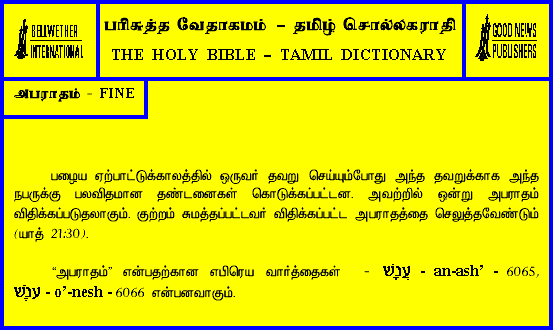 BELLWETHER
INTERNATIONAL
பரிசுத்த வேதாகமம் – தமிழ் சொல்லகராதி
THE HOLY BIBLE – TAMIL DICTIONARY
GOOD NEWS
PUBLISHERS
அபராதம் - FINE
பழைய ஏற்பாட்டுக்காலத்தில் ஒருவர் தவறு செய்யும்போது அந்த தவறுக்காக அந்த
நபருக்கு பலவிதமான தண்டனைகள் கொடுக்கப்பட்டன. அவற்றில் ஒன்று அபராதம்
விதிக்கப்படுதலாகும். குற்றம் சுமத்தப்பட்டவர் விதிக்கப்பட்ட அபராதத்தை செலுத்தவேண்டும்
(யாத் 21:30).
“அபராதம்” என்பதற்கான எபிரெய வார்த்தைகள் - עֲנָשׁ - an-ash’ - 6065,
עֹנֶשׁ - o’-nesh - 6066 என்பனவாகும்.